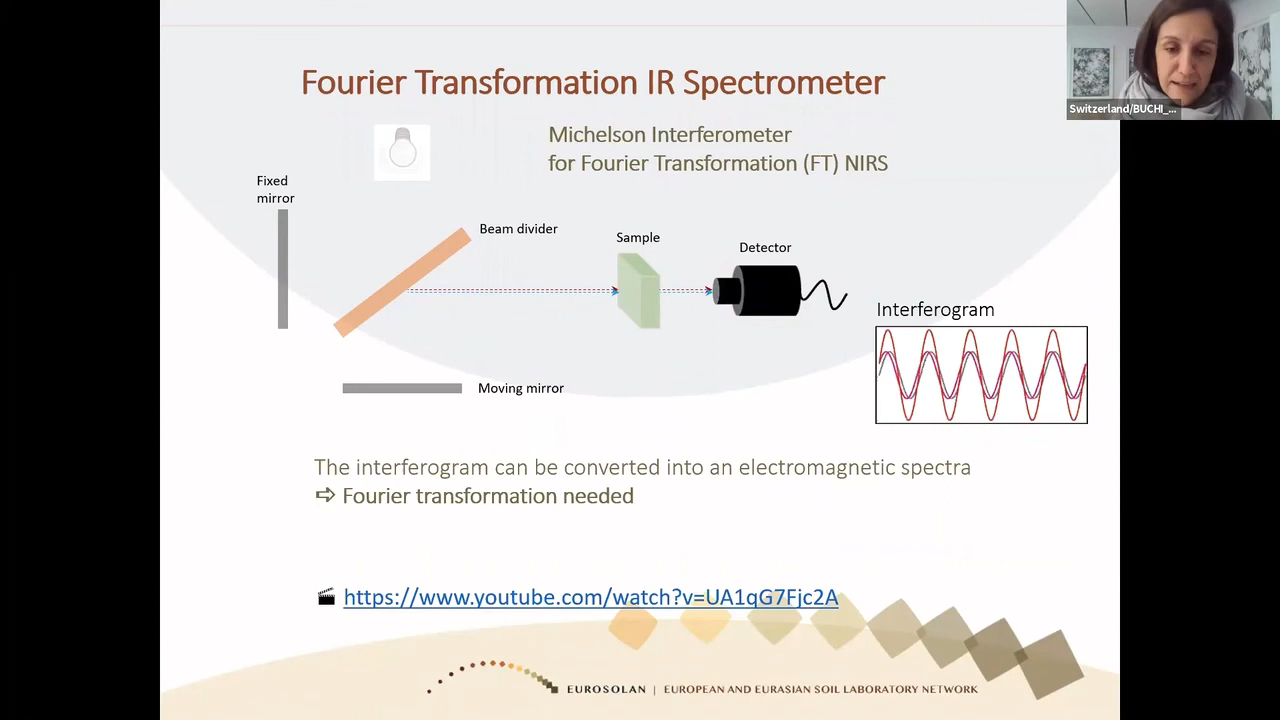 Switzerland/BUCHI_...
Fourier Transformation IR Spectrometer
Michelson Interferometer
for Fourier Transformation (FT) NIRS
Fixed
mirror
Beam divider
Sample
Detector
Interferogram
Moving mirror
The interferogram can be converted into an electromagnetic spectra
⇨ Fourier transformation needed
https://www.youtube.com/watch?v=UA1qG7Fjc2A
EUROSOLAN | EUROPEAN AND EURASIAN SOIL LABORATORY NETWORK